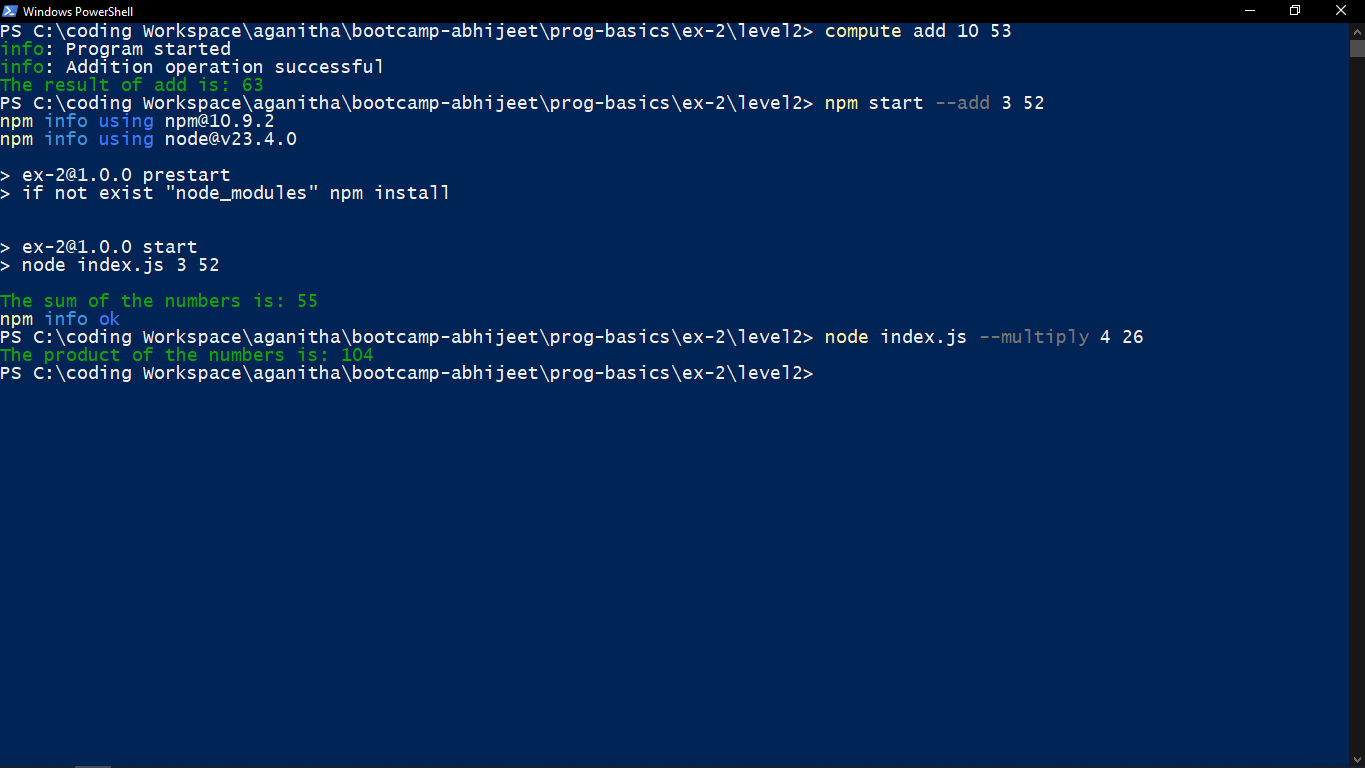 Windows PowerShell
PS C:\coding Workspace\aganitha\bootcamp-abhijeet\prog-basics\ex-2\level2> compute add 10 53
info: Program started
info: Addition operation successful
The result of add is: 63
PS C:\coding Workspace\aganitha\bootcamp-abhijeet\prog-basics\ex-2\level2> npm start --add 3 52
npm info using npm@10.9.2
npm info using node@v23.4.0
> ex-2@1.0.0 prestart
> if not exist "node_modules" npm install
> ex-2@1.0.0 start
> node index.js 3 52
The sum of the numbers is: 55
npm info ok
PS C:\coding Workspace\aganitha\bootcamp-abhijeet\prog-basics\ex-2\level2> node index.js --multiply 4 26
The product of the numbers is: 104
PS C:\coding Workspace\aganitha\bootcamp-abhijeet\prog-basics\ex-2\level2>